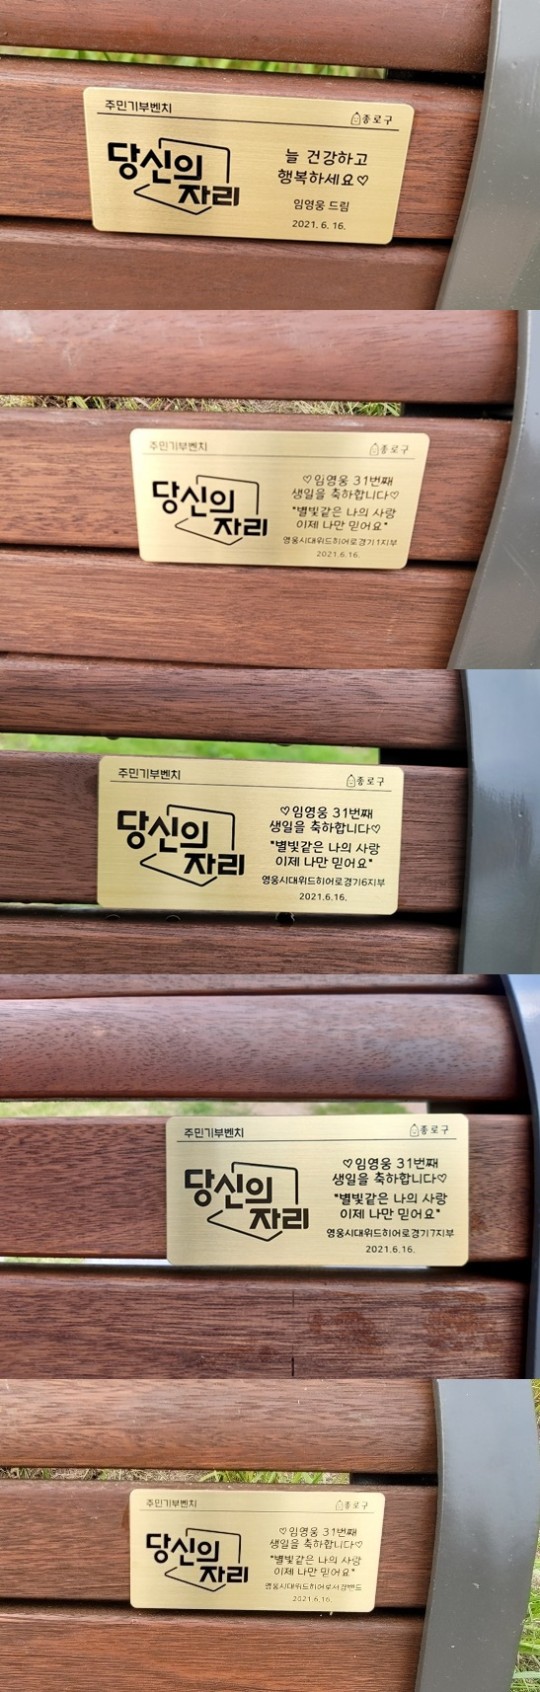 주민기부벤치
종로구
당신의
자리
늘 건강하고
행복하세요♡
임영웅 드림
2021. 6. 16.
주민기부벤치
종로구
당신의
자리
♡임영웅 31번째
생일을 축하합니다♡
"별빛같은 나의 사랑
이제 나만 믿어요"
영웅시대위드히어로경기1지부
2021.6.16.
주민기부벤치
종로구
당신의
자리
♡임영웅 31번째
생일을 축하합니다♡
"별빛같은 나의 사랑
이제 나만 믿어요"
영웅시대위드히어로경기6지부
2021.6.16.
주민기부벤치
종로구
당신의
자리
♡임영웅 31번째
생일을 축하합니다♡
"별빛같은 나의 사랑
이제 나만 믿어요"
영웅시대위드히어로경기7지부
2021.6.16.
주민기부벤치
종로구
당신의
자리
♡임영웅 31번째
생일을 축하합니다♡
"별빛같은 나의 사랑
이제 나만 믿어요"
영웅시대위드히어로서경밴드
2021.6.16.